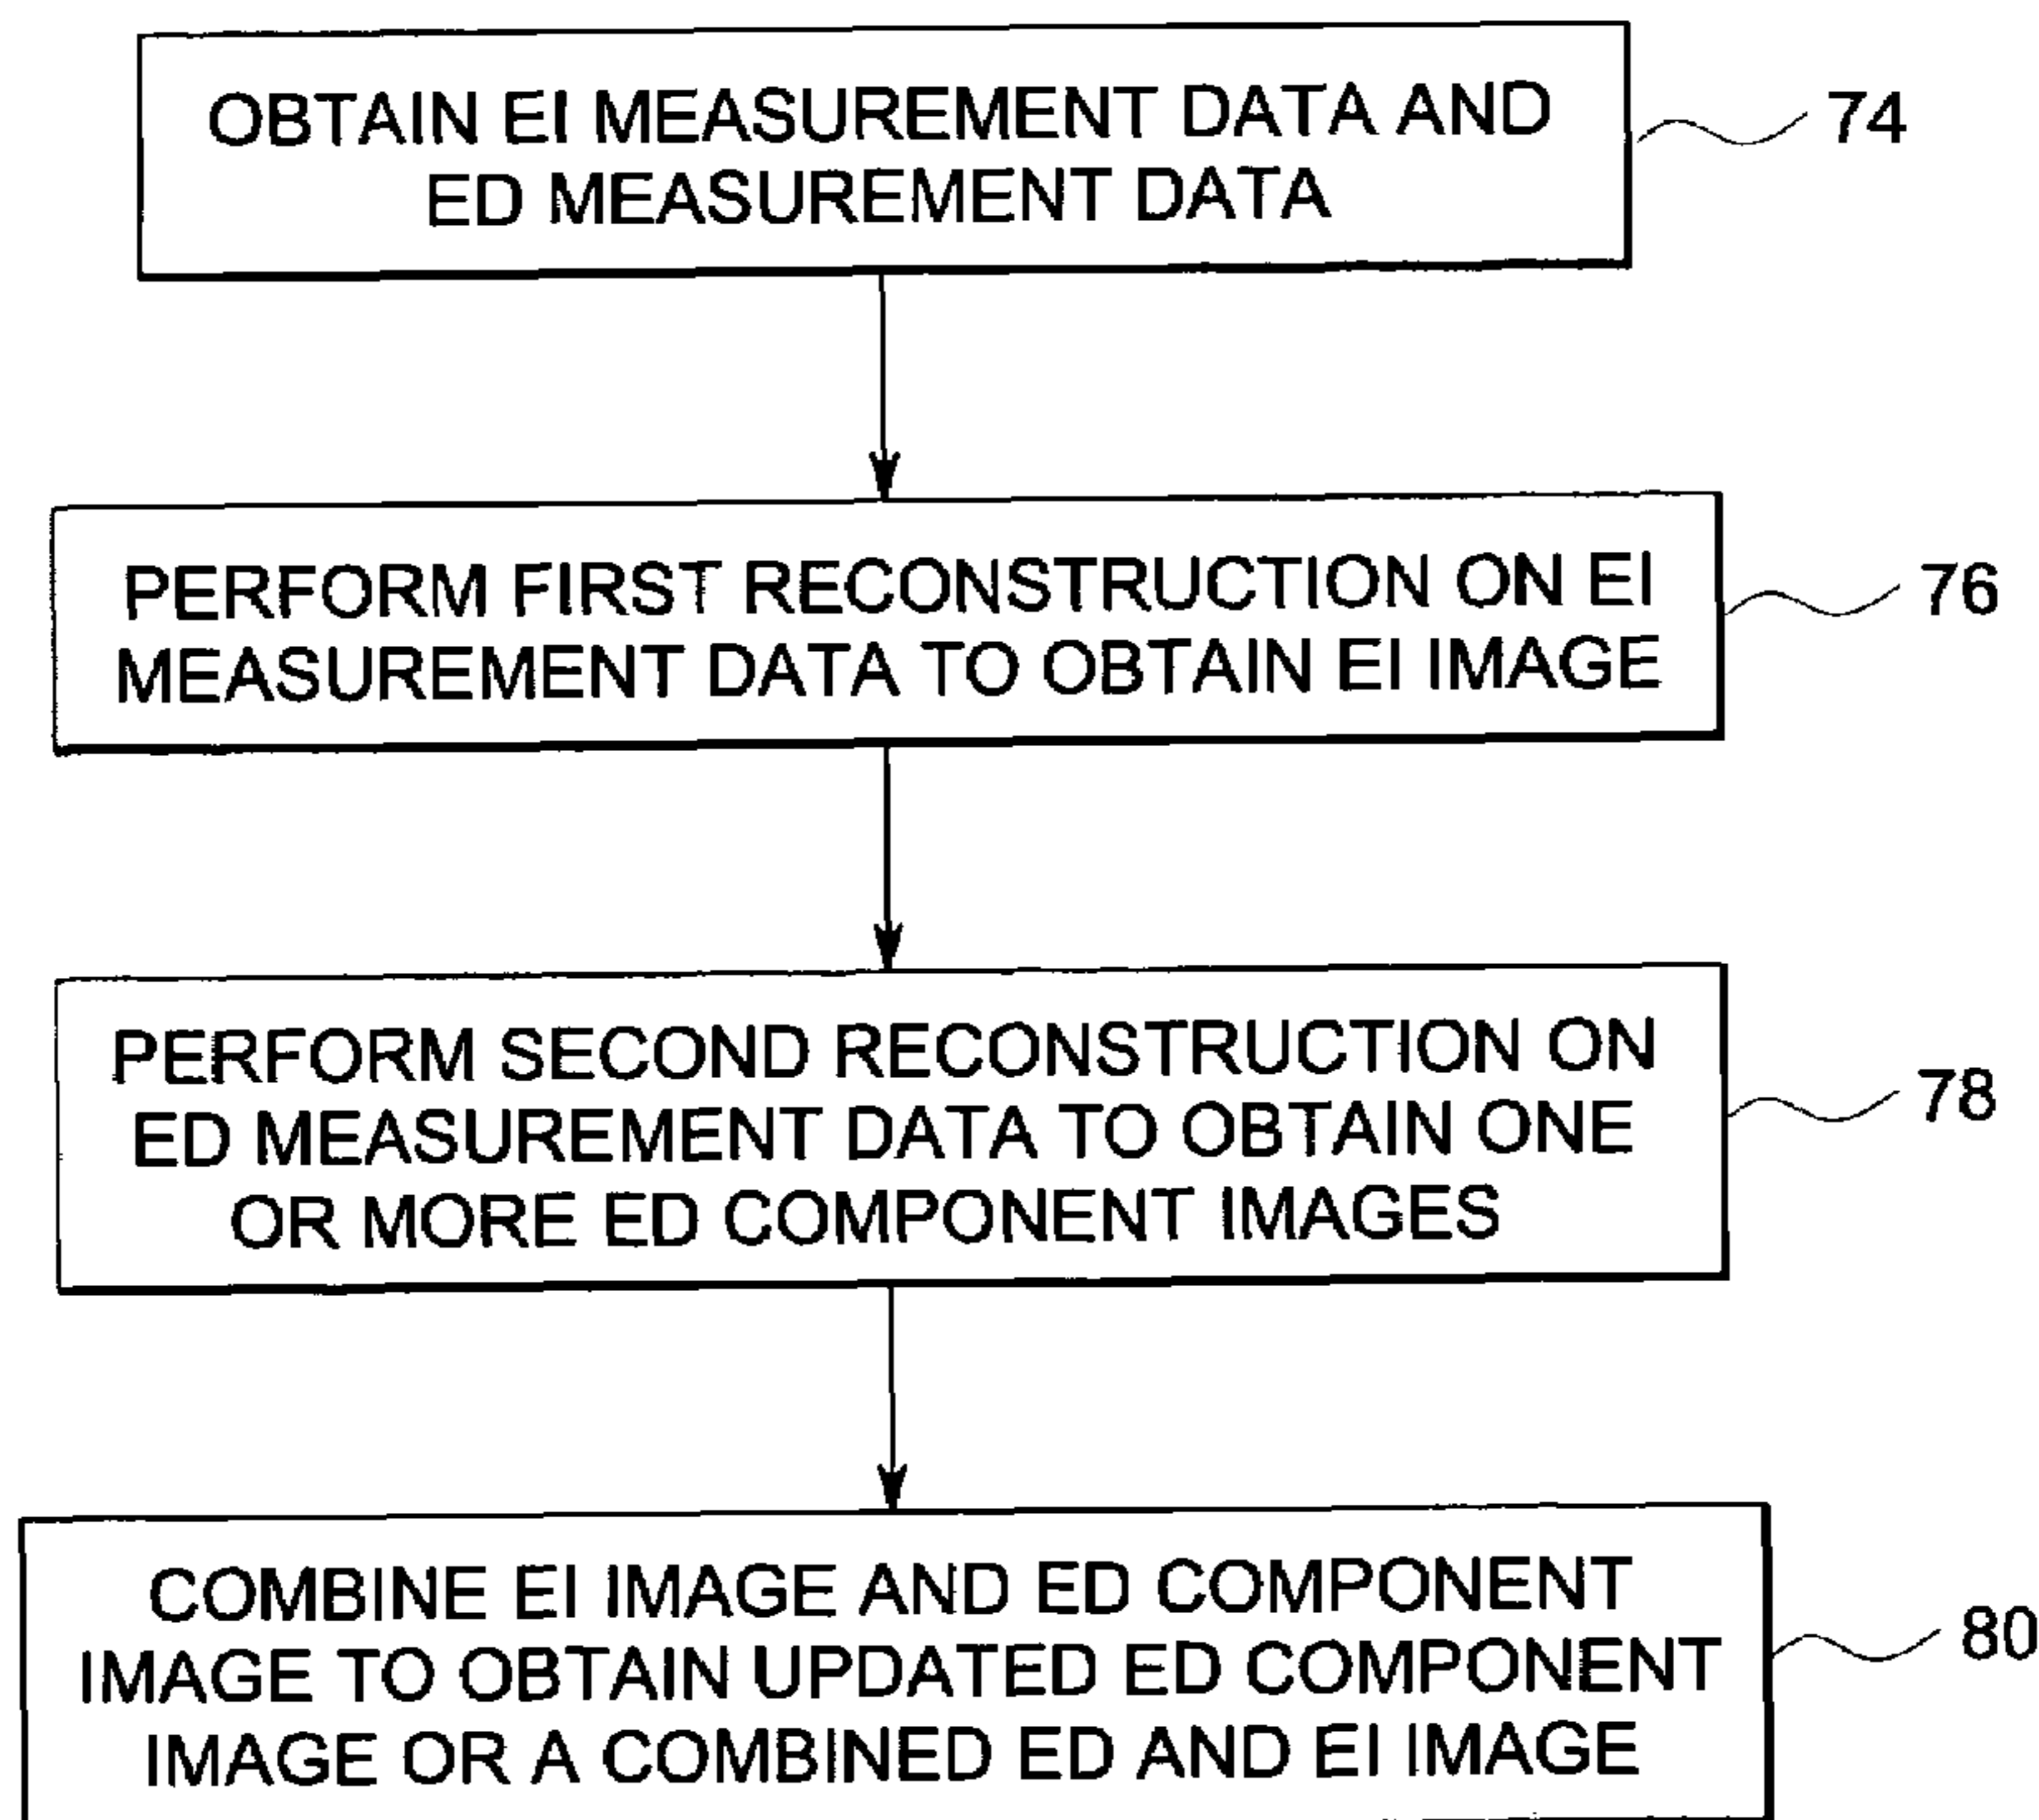 OBTAIN EI MEASUREMENT DATA AND
ED MEASUREMENT DATA
74
PERFORM FIRST RECONSTRUCTION ON EI
MEASUREMENT DATA TO OBTAIN EI IMAGE
76
PERFORM SECOND RECONSTRUCTION ON
ED MEASUREMENT DATA TO OBTAIN ONE
OR MORE ED COMPONENT IMAGES
78
COMBINE EI IMAGE AND ED COMPONENT
IMAGE TO OBTAIN UPDATED ED COMPONENT
IMAGE OR A COMBINED ED AND EI IMAGE
80